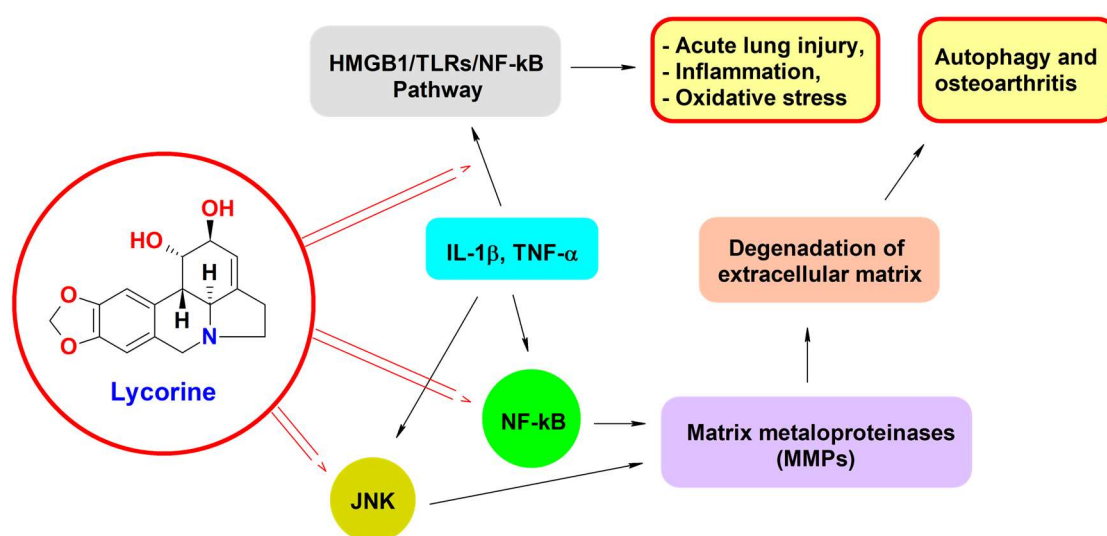 HMGB1/TLRs/NF-kB
Pathway
- Acute lung injury,
- Inflammation,
- Oxidative stress
Autophagy and
osteoarthritis
OH
HO
H
H
O
O
N
Lycorine
IL-1β, TNF-α
Degenadation of
extracellular matrix
NF-kB
JNK
Matrix metaloproteinases
(MMPs)